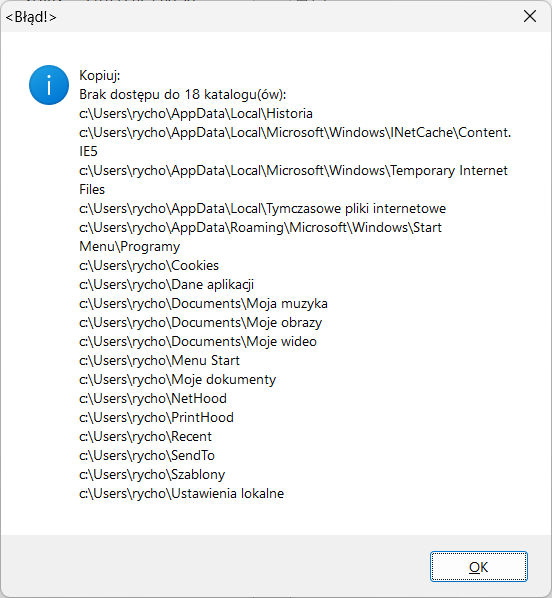 <Błąd!>
Kopiuj:
Brak dostępu do 18 katalogu(ów):
c:\Users\rycho\AppData\Local\Historia
c:\Users\rycho\AppData\Local\Microsoft\Windows\INetCache\Content.
IE5
c:\Users\rycho\AppData\Local\Microsoft\Windows\Temporary Internet
Files
c:\Users\rycho\AppData\Local\Tymczasowe pliki internetowe
c:\Users\rycho\AppData\Roaming\Microsoft\Windows\Start
Menu\Programy
c:\Users\rycho\Cookies
c:\Users\rycho\Dane aplikacji
c:\Users\rycho\Documents\Moja muzyka
c:\Users\rycho\Documents\Moje obrazy
c:\Users\rycho\Documents\Moje wideo
c:\Users\rycho\Menu Start
c:\Users\rycho\Moje dokumenty
c:\Users\rycho\NetHood
c:\Users\rycho\PrintHood
c:\Users\rycho\Recent
c:\Users\rycho\SendTo
c:\Users\rycho\Szablony
c:\Users\rycho\Ustawienia lokalne
OK